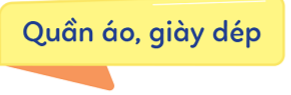 Quần áo, giày dép